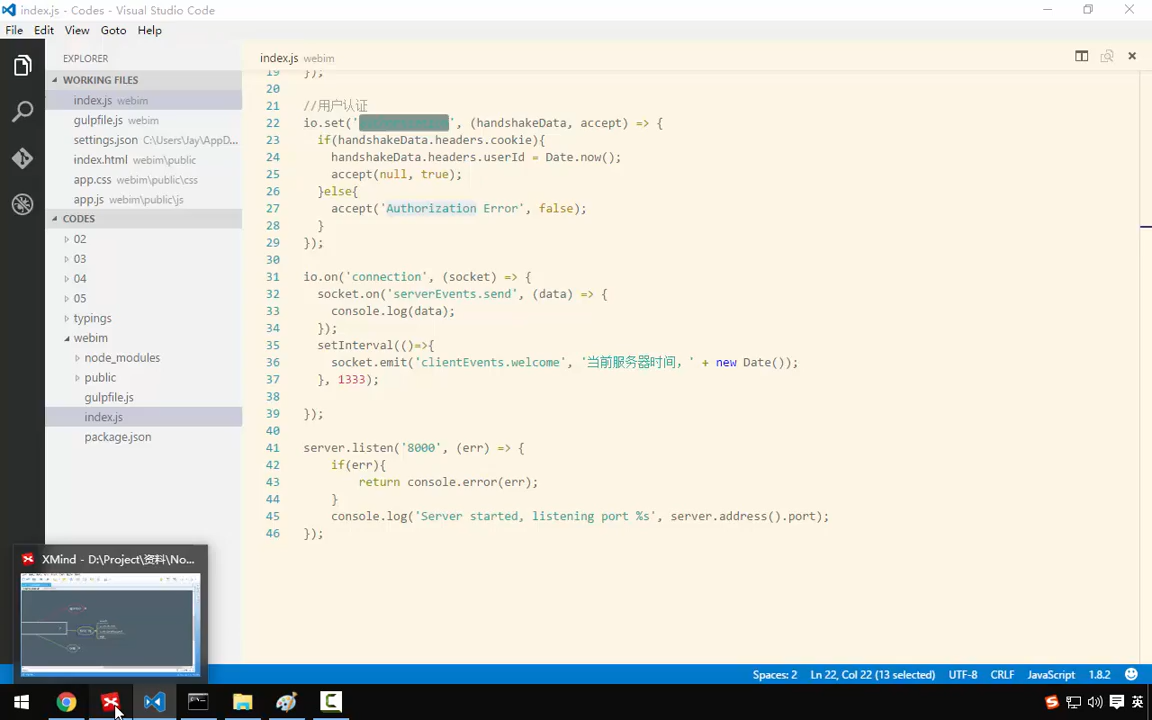 index.js - Codes - Visual Studio Code
File Edit View Goto Help
EXPLORER
WORKING FILES
index.js webim
gulpfile.js webim
settings.json C:\Users\Jay\AppD...
index.html webim\public
app.css webim\public\css
app.js webim\public\js
CODES
02
03
04
05
typings
webim
node_modules
public
gulpfile.js
index.js
package.json
index.js webim
19 });
20
21 //用户认证
22 io.set('', (handshakeData, accept) => {
23 if(handshakeData.headers.cookie){
24 handshakeData.headers.userId = Date.now();
25 accept(null, true);
26 }else{
27 accept('Authorization Error', false);
28 }
29 });
30
31 io.on('connection', (socket) => {
32 socket.on('serverEvents.send', (data) => {
33 console.log(data);
34 });
35 setInterval(()=>{
36 socket.emit('clientEvents.welcome', '当前服务器时间，' + new Date());
37 }, 1333);
38
39 });
40
41 server.listen('8000', (err) => {
42 if(err){
43 return console.error(err);
44 }
45 console.log('Server started, listening port %s', server.address().port);
46 });
XMind - D:\Project\资料\No...
Spaces: 2 Ln 22, Col 22 (13 selected) UTF-8 CRLF JavaScript 1.8.2
英